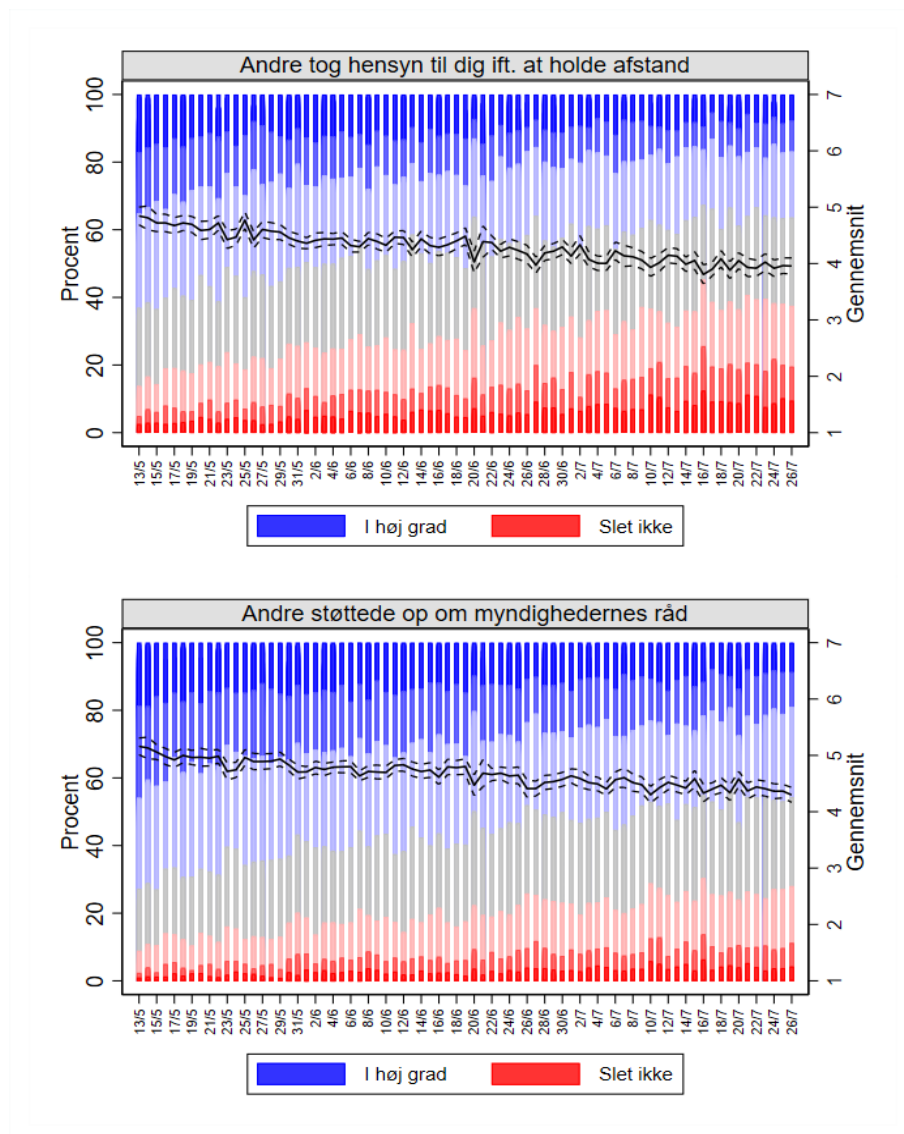 Andre tog hensyn til dig ift. at holde afstand
100
80
60
40
20
0
Procent
7
6
5
4
3
2
1
Gennemsnit
13/5 15/5 17/5 19/5 21/5 23/5 25/5 27/5 29/5 31/5 2/6 4/6 6/6 8/6 10/6 12/6 14/6 16/6 18/6 20/6 22/6 24/6 26/6 28/6 30/6 2/7 4/7 6/7 8/7 10/7 12/7 14/7 16/7 18/7 20/7 22/7 24/7 26/7
I høj grad Slet ikke
Andre støttede op om myndighedernes råd
100
80
60
40
20
0
Procent
7
6
5
4
3
2
1
Gennemsnit
13/5 15/5 17/5 19/5 21/5 23/5 25/5 27/5 29/5 31/5 2/6 4/6 6/6 8/6 10/6 12/6 14/6 16/6 18/6 20/6 22/6 24/6 26/6 28/6 30/6 2/7 4/7 6/7 8/7 10/7 12/7 14/7 16/7 18/7 20/7 22/7 24/7 26/7
I høj grad Slet ikke